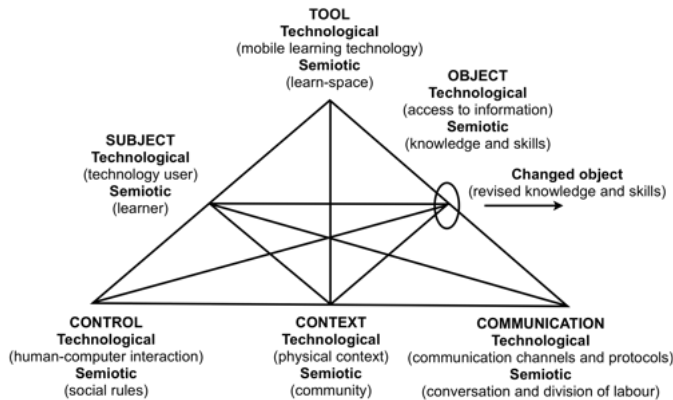 TOOL
Technological
(mobile learning technology)
Semiotic
(learn-space)
OBJECT
Technological
(access to information)
Semiotic
(knowledge and skills)
SUBJECT
Technological
(technology user)
Semiotic
(learner)
Changed object
(revised knowledge and skills)
CONTROL
Technological
(human-computer interaction)
Semiotic
(social rules)
CONTEXT
Technological
(physical context)
Semiotic
(community)
COMMUNICATION
Technological
(communication channels and protocols)
Semiotic
(conversation and division of labour)